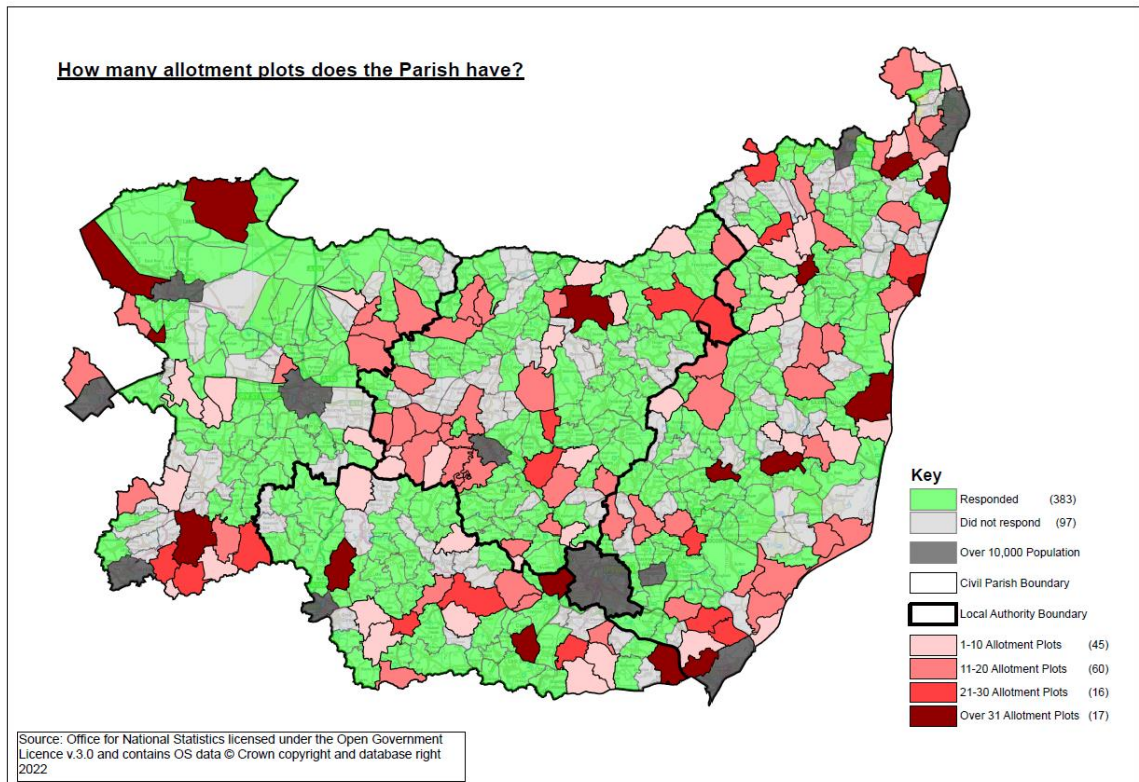 How many allotment plots does the Parish have?
Key
Responded (383)
Did not respond (97)
Over 10,000 Population
Civil Parish Boundary
Local Authority Boundary
1-10 Allotment Plots (45)
11-20 Allotment Plots (60)
21-30 Allotment Plots (16)
Over 31 Allotment Plots (17)
Source: Office for National Statistics licensed under the Open Government
Licence v.3.0 and contains OS data © Crown copyright and database right
2022